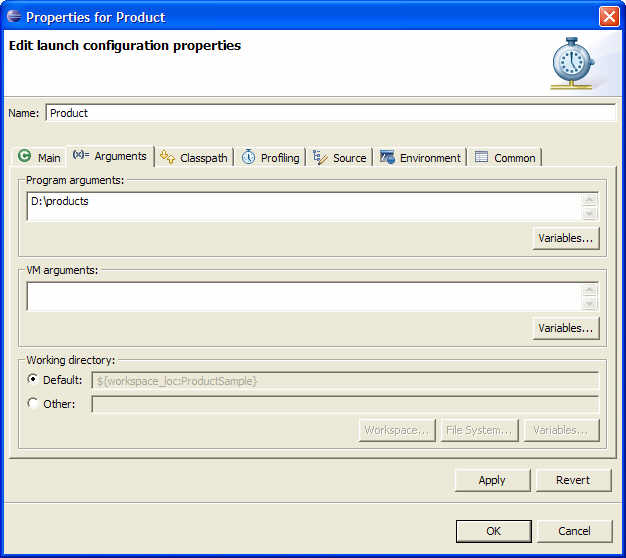 Properties for Product
Edit launch configuration properties
Name: Product
Main (x)= Arguments Classpath Profiling Source Environment Common
Program arguments:
D:\products
Variables...
VM arguments:
Variables...
Working directory:
Default: ${workspace_loc:ProductSample}
Other:
Workspace... File System... Variables...
Apply Revert
OK Cancel